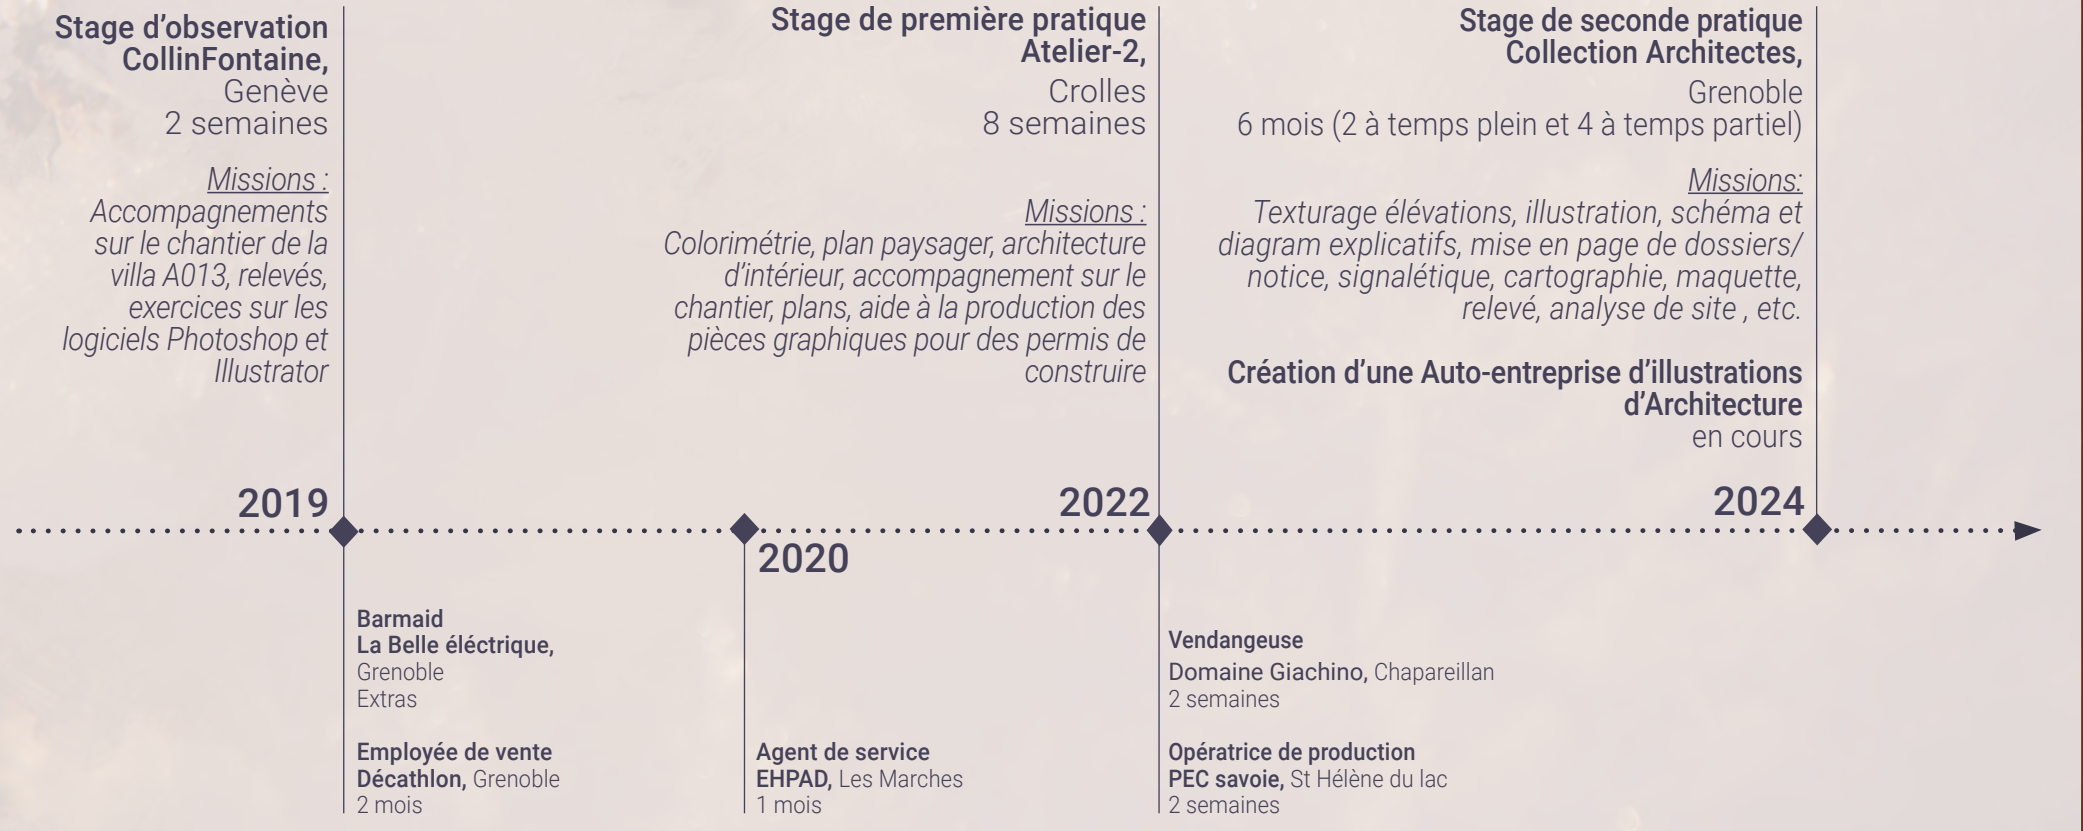 Stage d’observation
CollinFontaine,
Genève
2 semaines
Missions :
Accompagnements
sur le chantier de la
villa A013, relevés,
exercices sur les
logiciels Photoshop et
Illustrator
2019
Stage de première pratique
Atelier-2,
Crolles
8 semaines
Missions :
Colorimétrie, plan paysager, architecture
d’intérieur, accompagnement sur le
chantier, plans, aide à la production des
pièces graphiques pour des permis de
construire
2022
Stage de seconde pratique
Collection Architectes,
Grenoble
6 mois (2 à temps plein et 4 à temps partiel)
Missions:
Texturage élévations, illustration, schéma et
diagram explicatifs, mise en page de dossiers/
notice, signalétique, cartographie, maquette,
relevé, analyse de site , etc.
Création d’une Auto-entreprise d’illustrations
d’Architecture
en cours
2024
Barmaid
La Belle éléctrique,
Grenoble
Extras
Employée de vente
Décathlon, Grenoble
2 mois
2020
Agent de service
EHPAD, Les Marches
1 mois
Vendangeuse
Domaine Giachino, Chapareillan
2 semaines
Opératrice de production
PEC savoie, St Hélène du lac
2 semaines